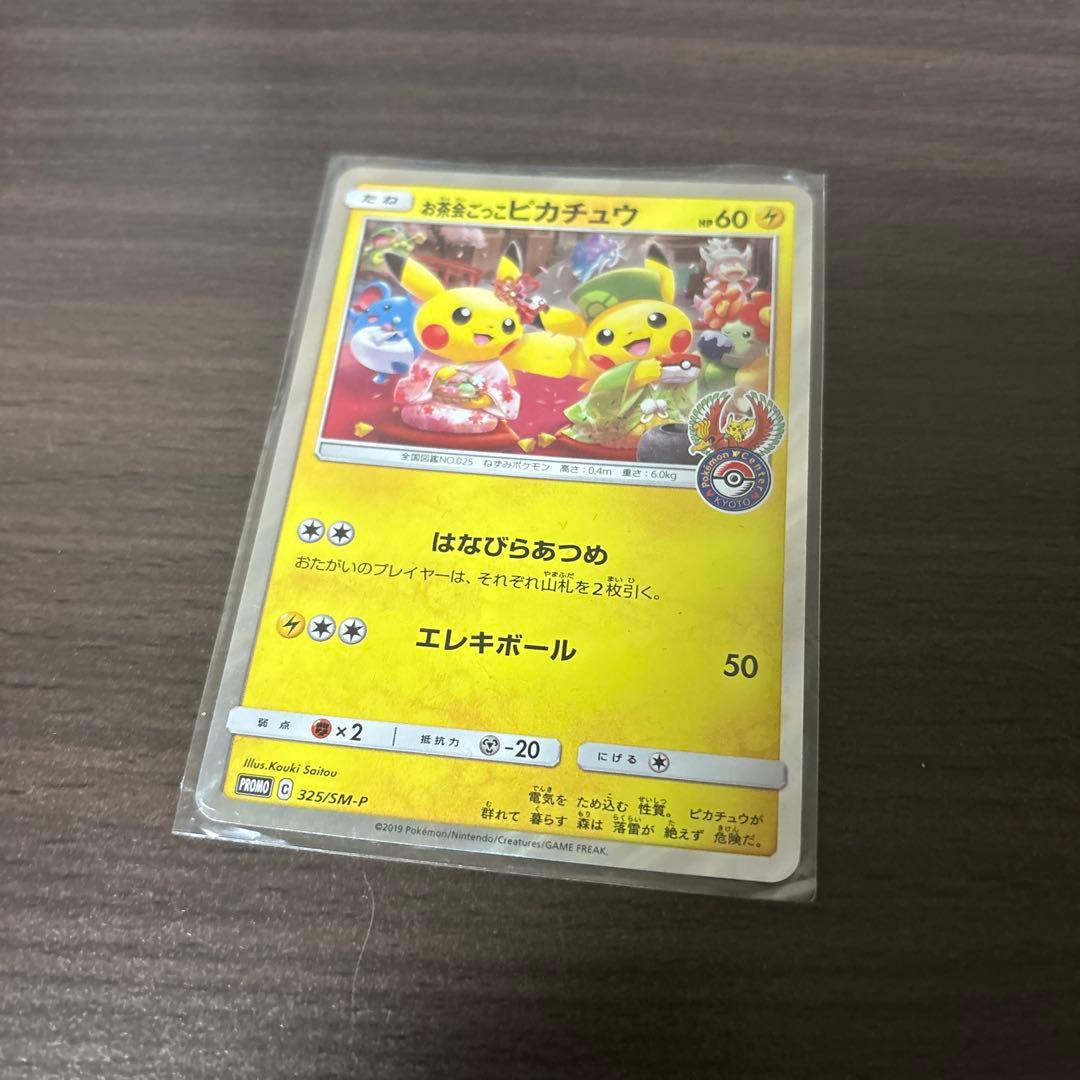 たね お茶会ごっこピカチュウ HP60
全国図鑑NO.025 ねずみポケモン 高さ:0.4m 重さ:6.0kg
Pokémon Center
KYOTO
はなびらあつめ
おたがいのプレイヤーは、それぞれ山札を2枚引く。
エレキボール 50
弱点 ×2 抵抗力 -20 にげる
Illus.Kouki Saitou
PROMO C 325/SM-P
電気を ため込む 性質。 ピカチュウが
群れて 暮らす 森は 落雷が 絶えず 危険だ。
©2019 Pokémon/Nintendo/Creatures/GAME FREAK.